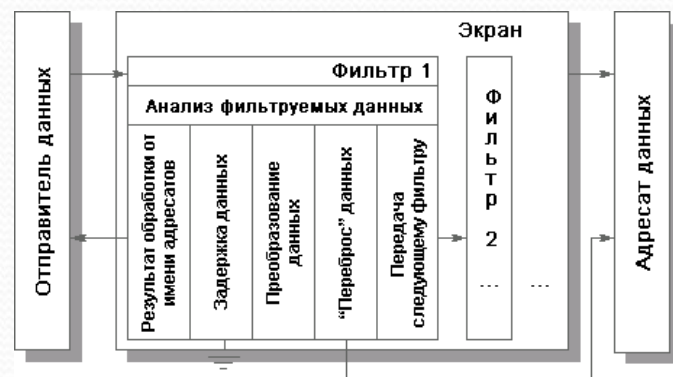 Экран
Отправитель данных
Фильтр 1
Анализ фильтруемых данных
Результат обработки от
имени адресатов
Задержка данных
Преобразование
данных
“Переброс” данных
Передача
следующему фильтру
Фильтр 2
...
...
Адресат данных